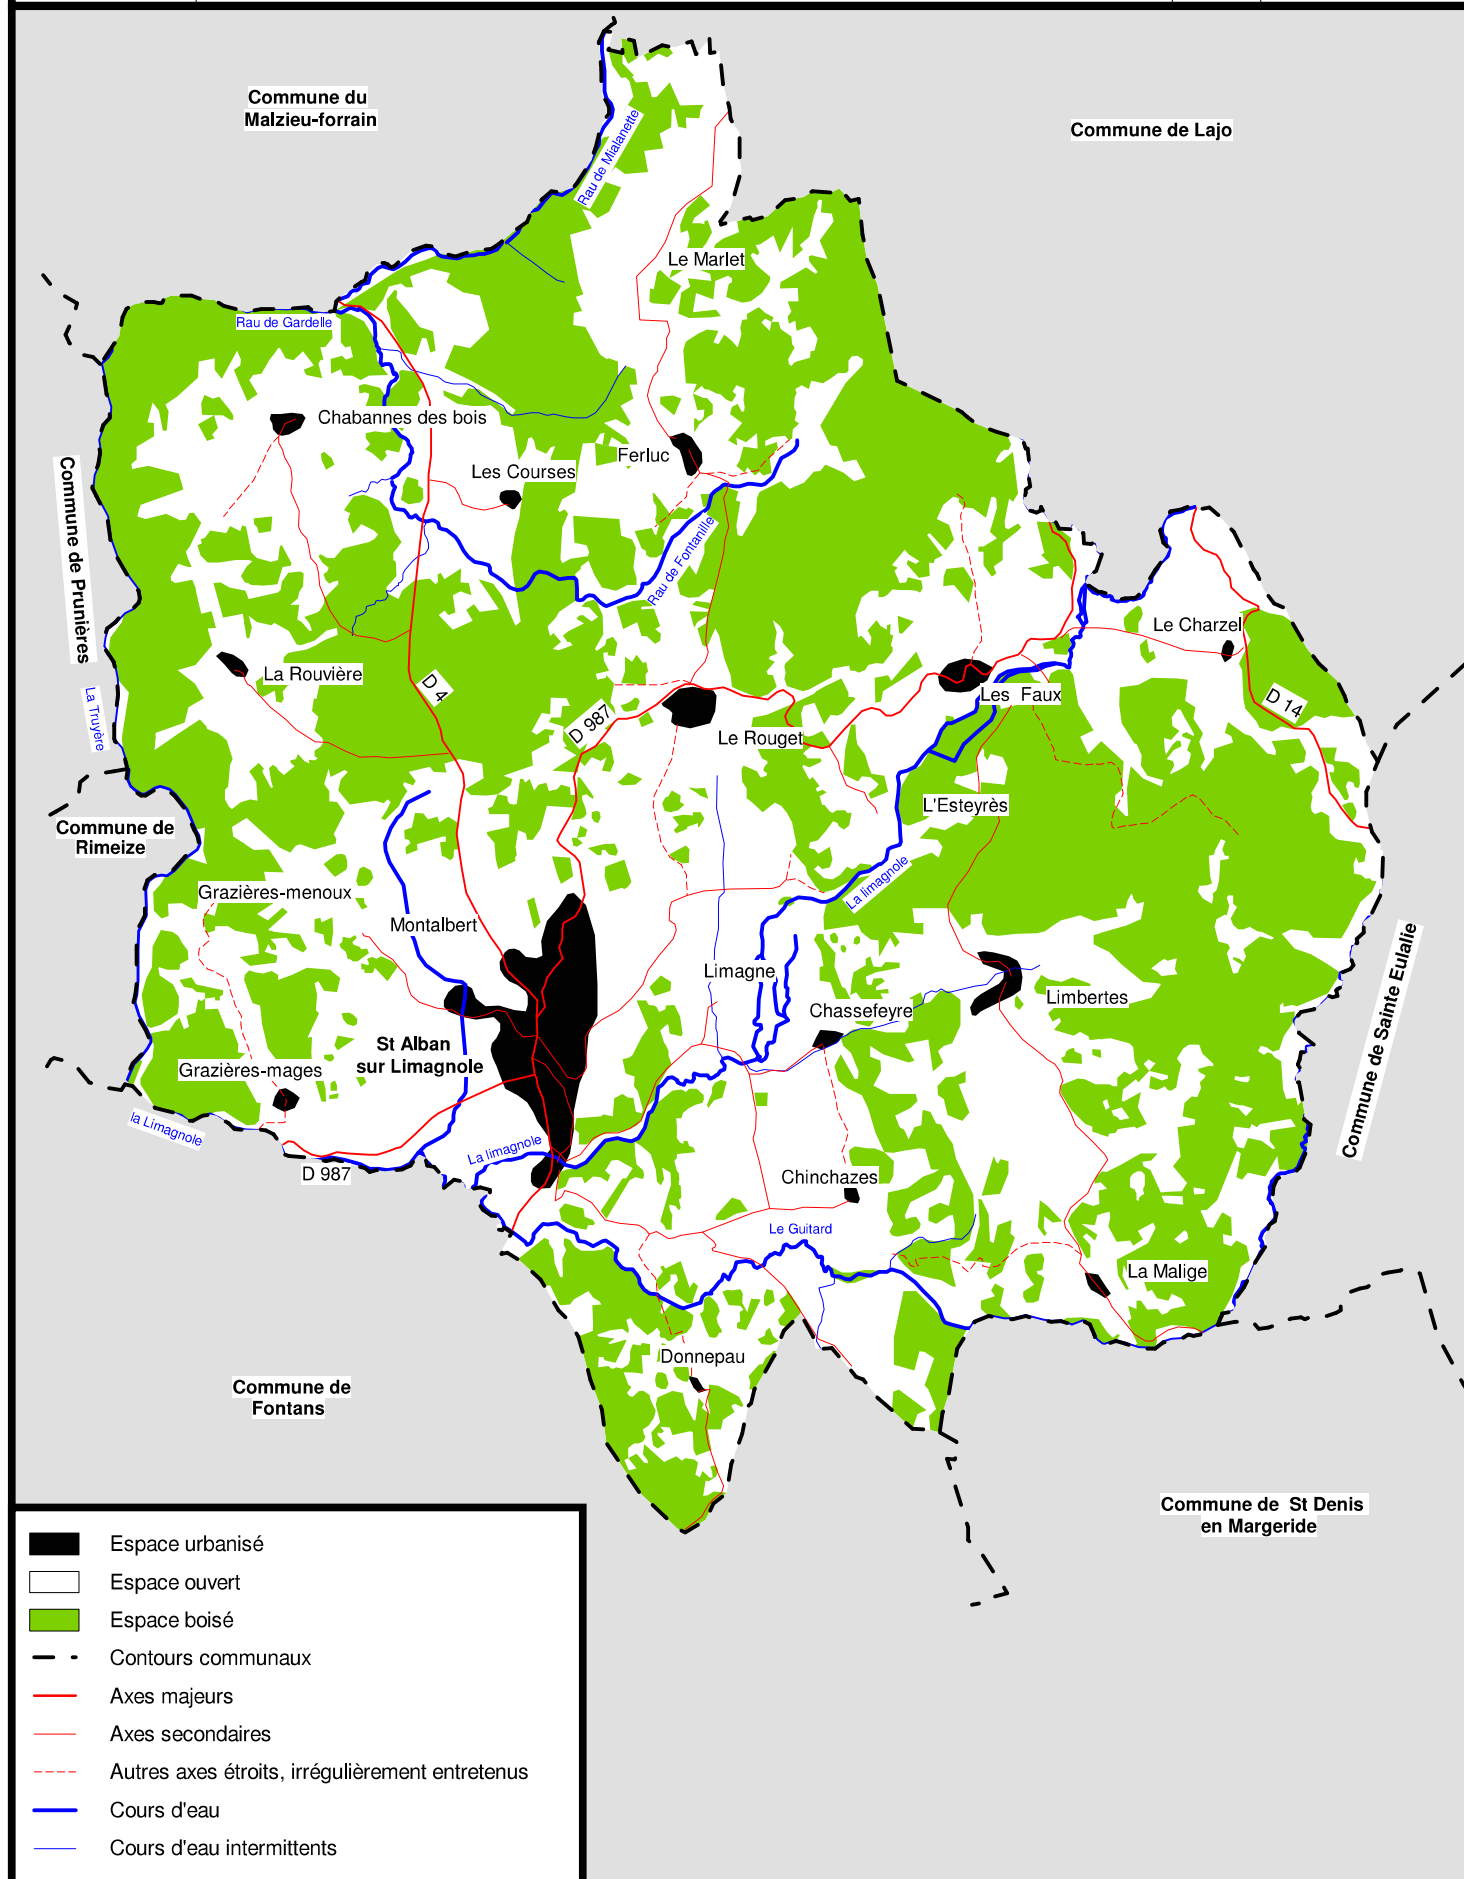 Commune du
Malzieu-forrain
Commune de Lajo
Rau de Mialanette
Le Marlet
Rau de Gardelle
Chabannes des bois
Ferluc
Les Courses
Commune de Prunières
Rau de Fontanille
Le Charzel
La Rouvière
D 4
Les Faux
D 14
La Truyère
D 987
Le Rouget
L'Esteyrès
Commune de
Rimeize
La limagnole
Grazières-menoux
Montalbert
Commune de Sainte Eulalie
Limagne
Limbertes
Chassefeyre
St Alban
sur Limagnole
Grazières-mages
la Limagnole
La limagnole
D 987
Chinchazes
Le Guitard
La Malige
Donnepau
Commune de
Fontans
Commune de St Denis
en Margeride
Espace urbanisé
Espace ouvert
Espace boisé
Contours communaux
Axes majeurs
Axes secondaires
Autres axes étroits, irrégulièrement entretenus
Cours d'eau
Cours d'eau intermittents